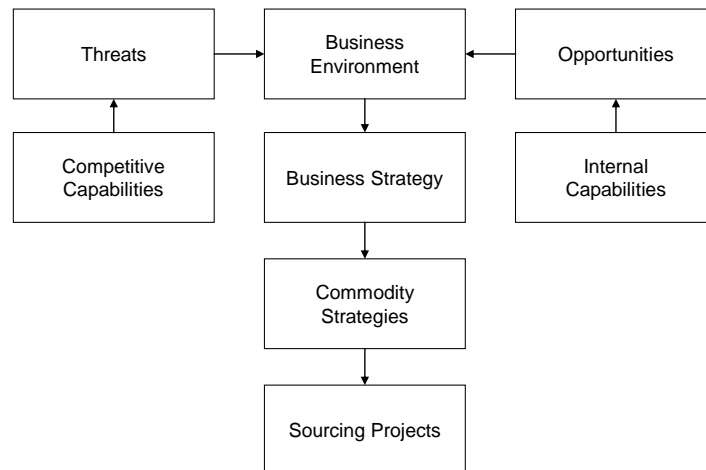 Threats
Business
Environment
Opportunities
Competitive
Capabilities
Business Strategy
Internal
Capabilities
Commodity
Strategies
Sourcing Projects